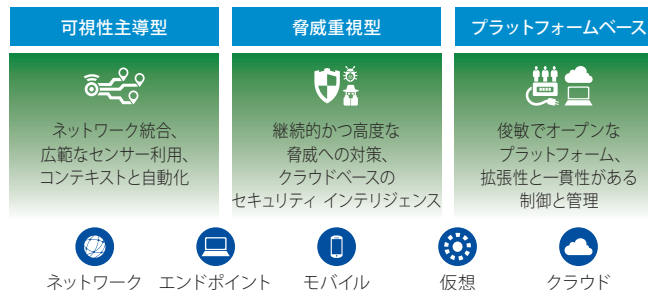 可視性主導型
脅威重視型
プラットフォームベース
ネットワーク統合、
広範なセンサー利用、
コンテキストと自動化
継続的かつ高度な
脅威への対策、
クラウドベースの
セキュリティ インテリジェンス
俊敏でオープンな
プラットフォーム、
拡張性と一貫性がある
制御と管理
ネットワーク
エンドポイント
モバイル
仮想
クラウド